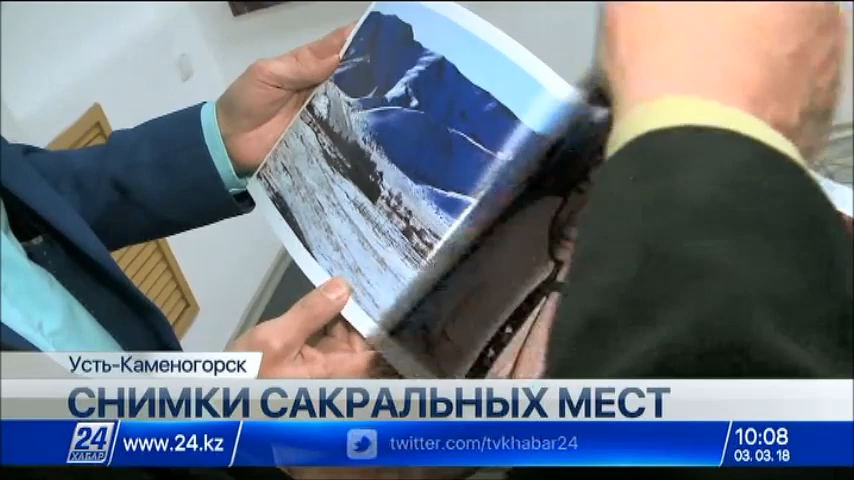 Усть-Каменогорск
СНИМКИ САКРАЛЬНЫХ МЕСТ
24 ХАБАР www.24.kz twitter.com/tvkhabar24 10:08
03.03.18